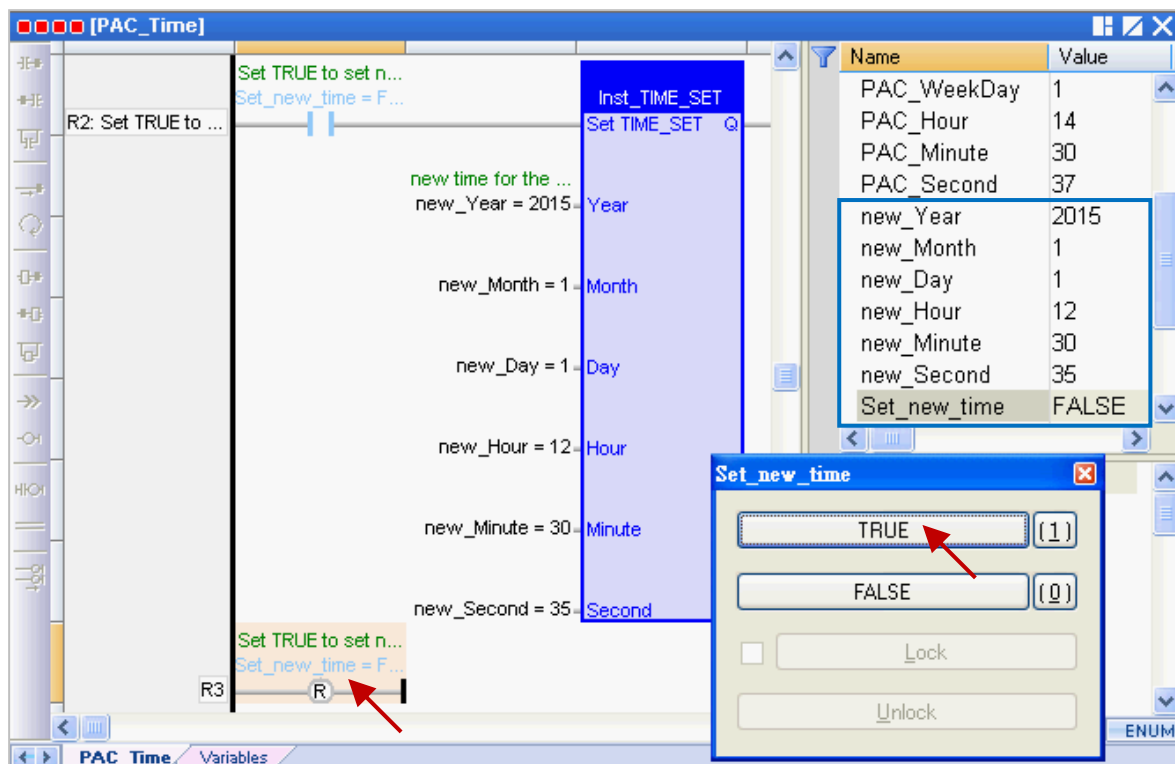 [PAC_Time]
Set TRUE to set n...
Set_new_time = F...
R2: Set TRUE to ...
Inst_TIME_SET
Set TIME_SET Q
new time for the ...
new_Year = 2015 Year
new_Month = 1 Month
new_Day = 1 Day
new_Hour = 12 Hour
new_Minute = 30 Minute
new_Second = 35 Second
Set TRUE to set n...
Set_new_time = F...
R3 R
Name Value
PAC_WeekDay 1
PAC_Hour 14
PAC_Minute 30
PAC_Second 37
new_Year 2015
new_Month 1
new_Day 1
new_Hour 12
new_Minute 30
new_Second 35
Set_new_time FALSE
Set_new_time
TRUE (1)
FALSE (0)
Lock
Unlock
ENUM
PAC_Time Variables